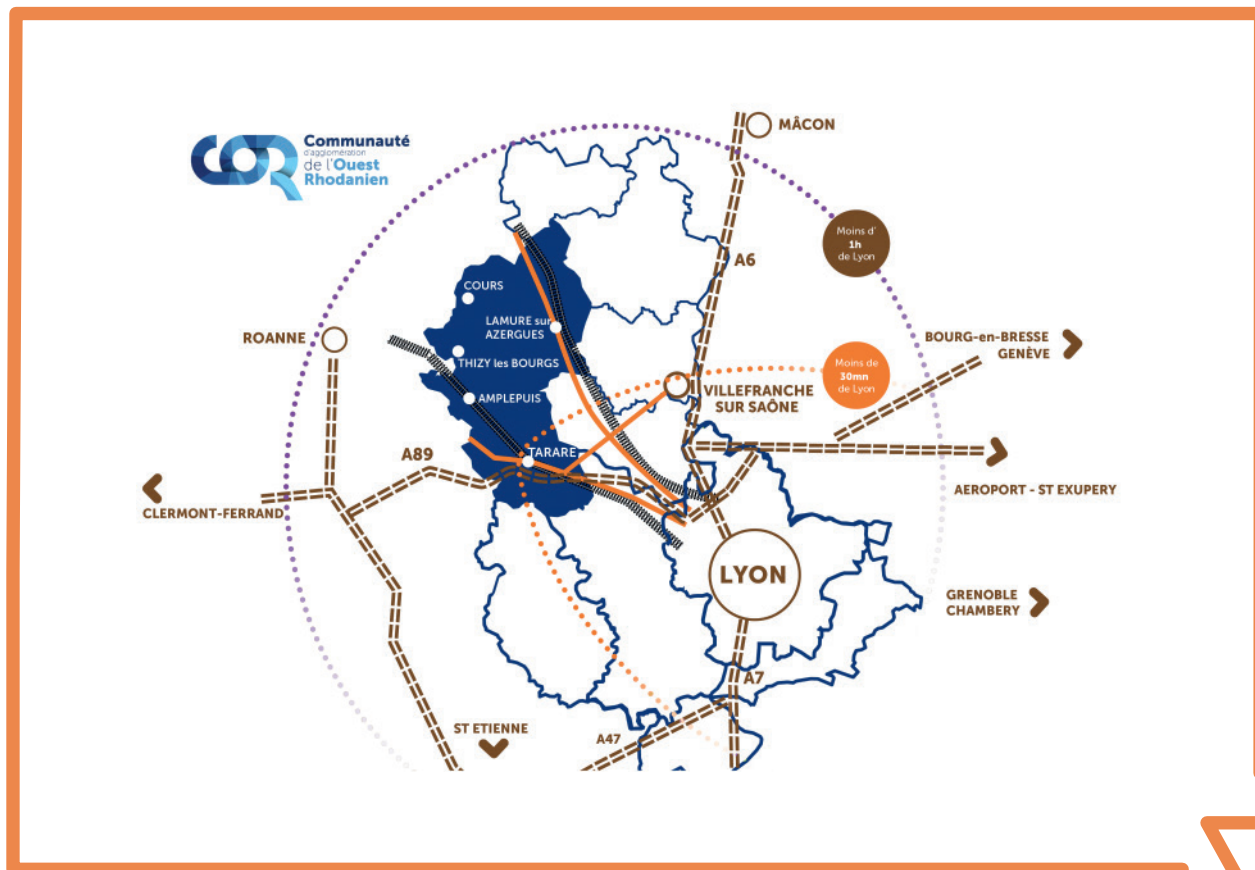 COR
Communauté
d'agglomération
de l'Ouest
Rhodanien
MÂCON
Moins d'
1h
de Lyon
A6
COURS
LAMURE sur
AZERGUES
ROANNE
THIZY les BOURGS
BOURG-en-BRESSE
GENÈVE
Moins de
30mn
de Lyon
VILLEFRANCHE
SUR SAÔNE
AMPLEPUIS
TARARE
A89
CLERMONT-FERRAND
AEROPORT - ST EXUPERY
LYON
GRENOBLE
CHAMBERY
A7
ST ETIENNE
A47